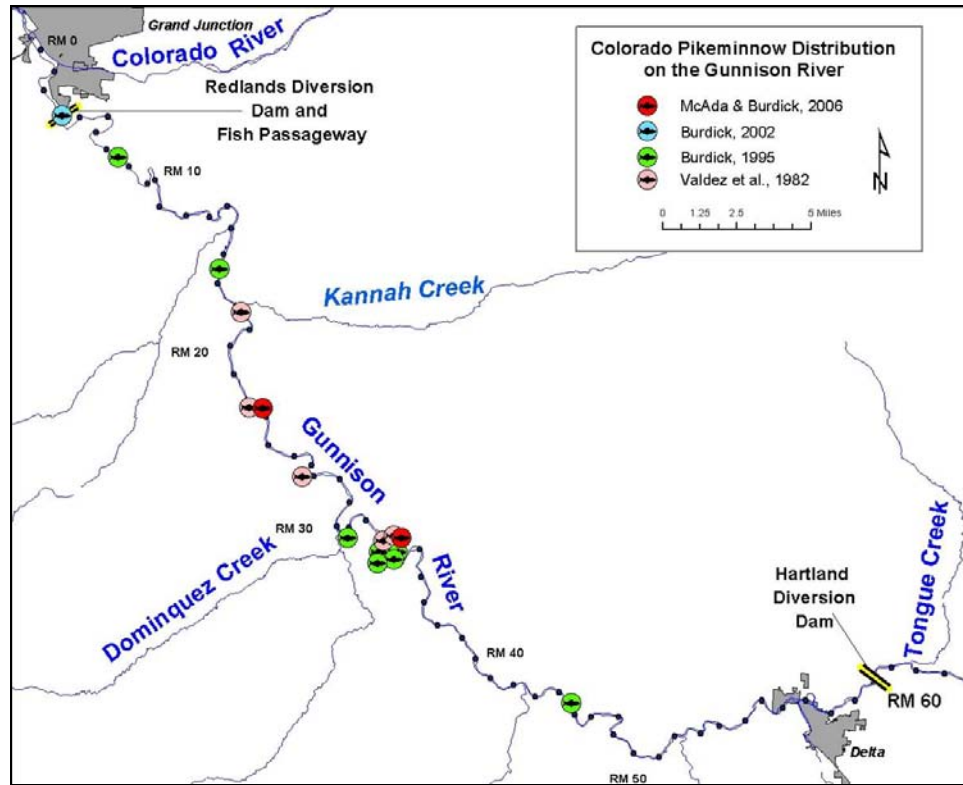 Grand Junction
RM 0
Colorado River
Redlands Diversion
Dam and
Fish Passageway
Colorado Pikeminnow Distribution
on the Gunnison River
McAda & Burdick, 2006
Burdick, 2002
Burdick, 1995
Valdez et al., 1982
N
0 1.25 2.5 5 Miles
RM 10
Kannah Creek
RM 20
Gunnison
River
RM 30
Dominquez Creek
Hartland
Diversion
Dam
Tongue Creek
RM 40
RM 60
Delta
RM 50